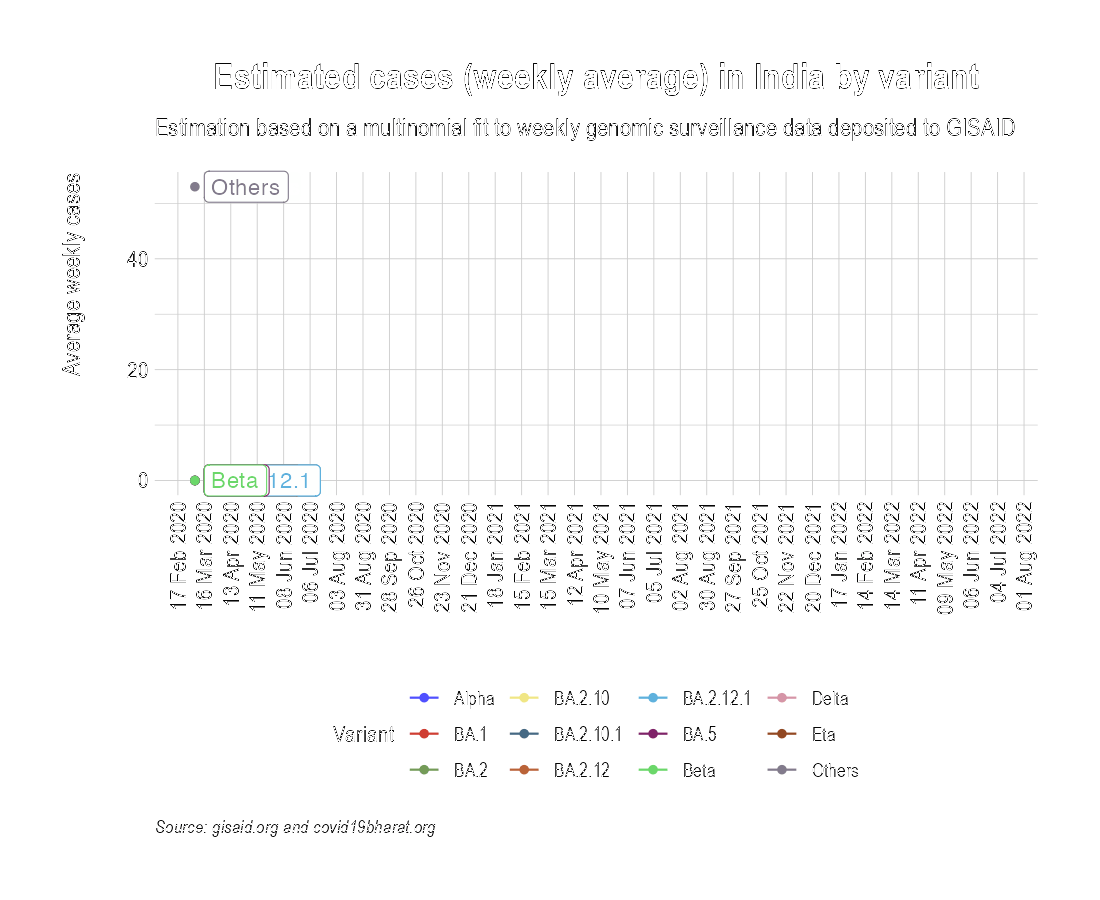 Estimated cases (weekly average) in India by variant
Estimation based on a multinomial fit to weekly genomic surveillance data deposited to GISAID
Average weekly cases
Others
40
20
0
Beta
12.1
17 Feb 2020
16 Mar 2020
13 Apr 2020
11 May 2020
08 Jun 2020
06 Jul 2020
03 Aug 2020
31 Aug 2020
28 Sep 2020
26 Oct 2020
23 Nov 2020
21 Dec 2020
18 Jan 2021
15 Feb 2021
15 Mar 2021
12 Apr 2021
10 May 2021
07 Jun 2021
05 Jul 2021
02 Aug 2021
30 Aug 2021
27 Sep 2021
25 Oct 2021
22 Nov 2021
20 Dec 2021
17 Jan 2022
14 Feb 2022
14 Mar 2022
11 Apr 2022
09 May 2022
06 Jun 2022
04 Jul 2022
01 Aug 2022
Alpha BA.2.10 BA.2.12.1 Delta
Variant BA.1 BA.2.10.1 BA.5 Eta
BA.2 BA.2.12 Beta Others
Source: gisaid.org and covid19bharat.org